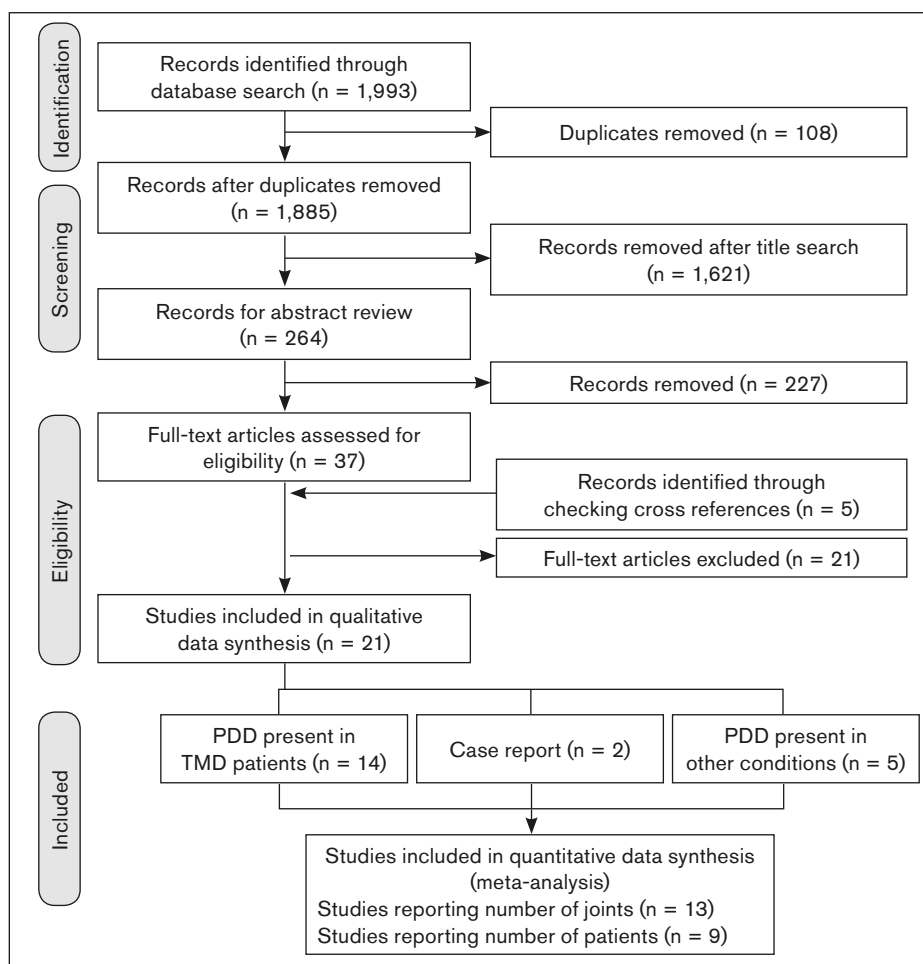 Identification
Records identified through
database search (n = 1,993)
Duplicates removed (n = 108)
Screening
Records after duplicates removed
(n = 1,885)
Records removed after title search
(n = 1,621)
Records for abstract review
(n = 264)
Records removed (n = 227)
Eligibility
Full-text articles assessed for
eligibility (n = 37)
Records identified through
checking cross references (n = 5)
Full-text articles excluded (n = 21)
Studies included in qualitative
data synthesis (n = 21)
Included
PDD present in
TMD patients (n = 14)
Case report (n = 2)
PDD present in
other conditions (n = 5)
Studies included in quantitative data synthesis
(meta-analysis)
Studies reporting number of joints (n = 13)
Studies reporting number of patients (n = 9)